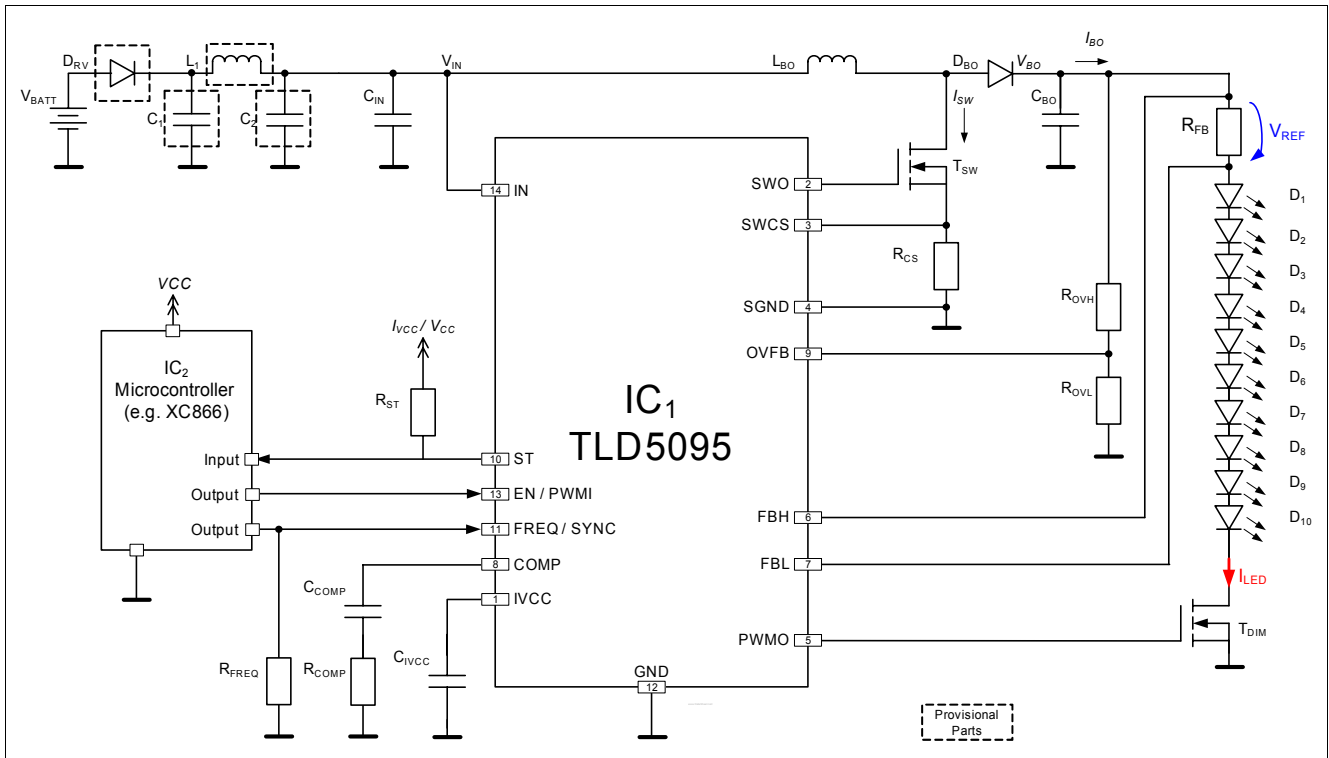 D_RV
L_1
V_IN
L_BO
D_BO
V_BO
I_BO
V_BATT
C_1
C_2
C_IN
I_SW
C_BO
R_FB
V_REF
14 IN
SWO 2
T_SW
D_1
SWCS 3
D_2
R_CS
D_3
VCC
R_OVH
SGND 4
D_4
I_VCC / V_CC
OVFB 9
D_5
IC_2
Microcontroller
(e.g. XC866)
R_ST
IC_1
TLD5095
R_OVL
D_6
D_7
Input
10 ST
D_8
Output
13 EN / PWMI
D_9
Output
11 FREQ / SYNC
FBH 6
D_10
8 COMP
FBL 7
C_COMP
I_LED
1 IVCC
PWMO 5
T_DIM
R_FREQ
R_COMP
C_IVCC
GND
12
Provisional
Parts